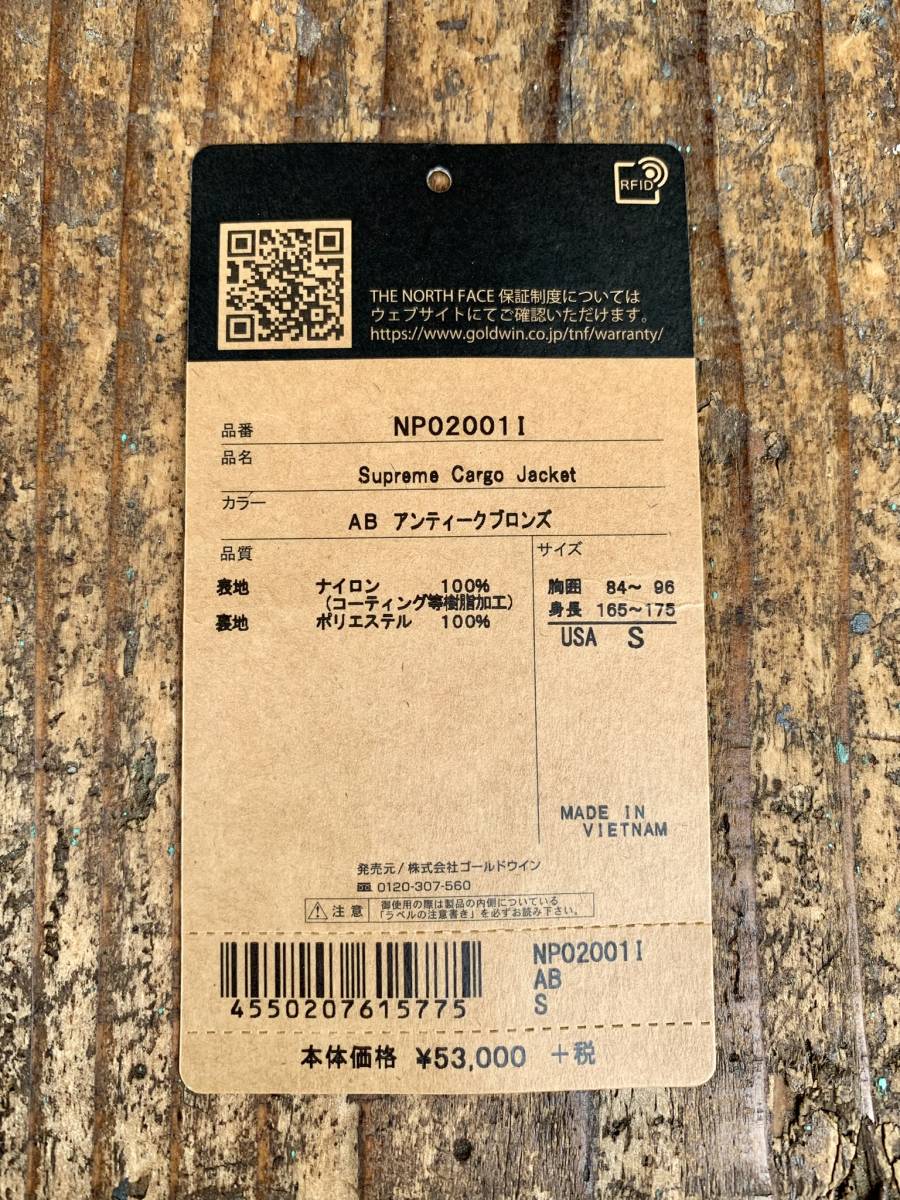 RFID
THE NORTH FACE 保証制度については
ウェブサイトにてご確認いただけます。
https://www.goldwin.co.jp/tnf/warranty/
品番 NP02001I
品名
Supreme Cargo Jacket
カラー
AB アンティークブロンズ
品質
表地 ナイロン 100%
(コーティング等樹脂加工)
裏地 ポリエステル 100%
サイズ
胸囲 84～ 96
身長 165～175
USA S
MADE IN
VIETNAM
発売元/株式会社ゴールドウイン
0120-307-560
注意
御使用の際は製品の内側についている
「ラベルの注意書き」を必ずお読み下さい。
4550207615775
NP02001I
AB
S
本体価格 ¥53,000 +税